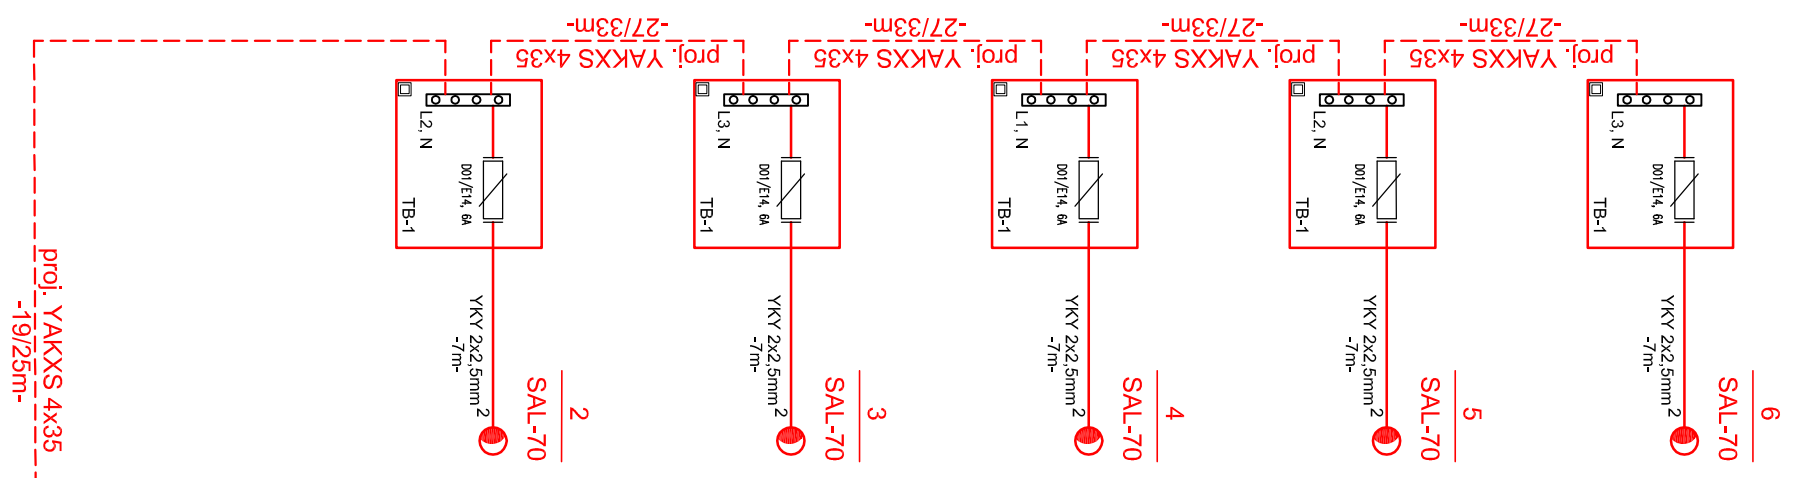 proj. YAKXS 4x35
-27/33m-
proj. YAKXS 4x35
-27/33m-
proj. YAKXS 4x35
-27/33m-
proj. YAKXS 4x35
-27/33m-
proj. YAKXS 4x35
-19/25m-
L2, N
D01/E14, 6A
TB-1
YKY 2x2,5mm2
-7m-
2
SAL-70
L3, N
D01/E14, 6A
TB-1
YKY 2x2,5mm2
-7m-
3
SAL-70
L1, N
D01/E14, 6A
TB-1
YKY 2x2,5mm2
-7m-
4
SAL-70
L2, N
D01/E14, 6A
TB-1
YKY 2x2,5mm2
-7m-
5
SAL-70
L3, N
D01/E14, 6A
TB-1
YKY 2x2,5mm2
-7m-
6
SAL-70